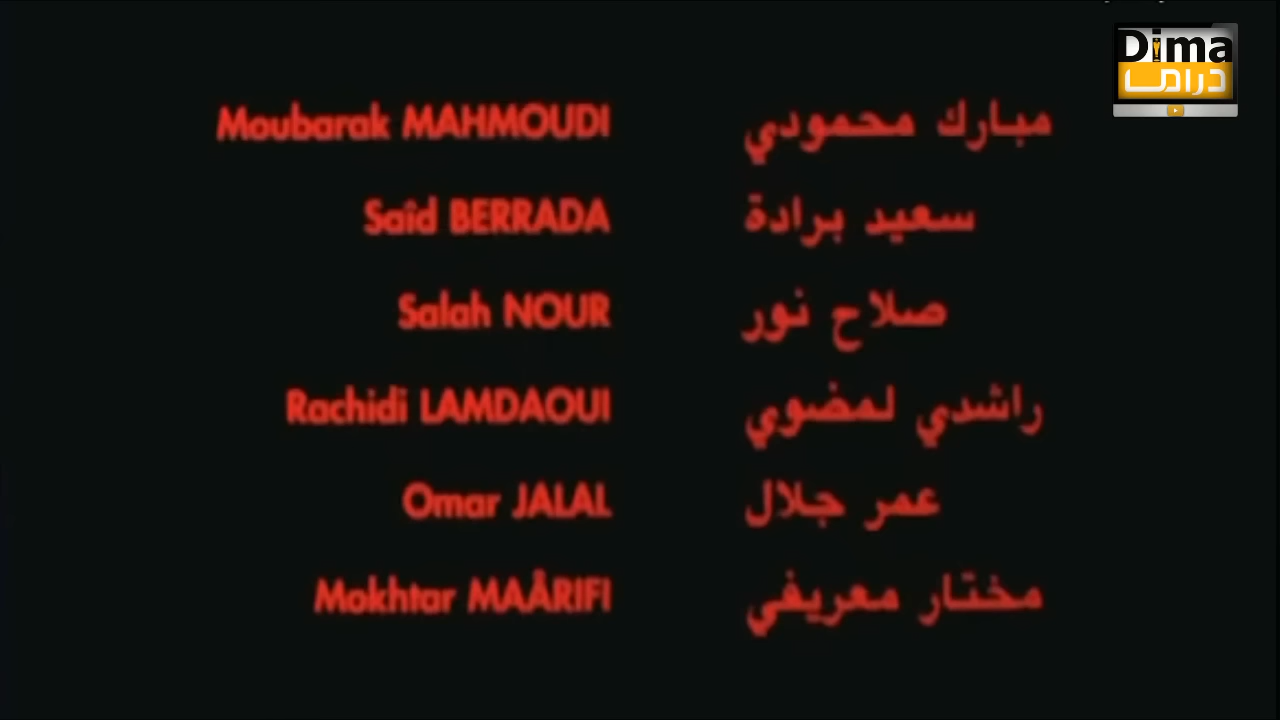 Dima
دراما
Moubarak MAHMOUDI مبارك محمودي
Saîd BERRADA سعيد برادة
Salah NOUR صلاح نور
Rachidi LAMDAOUI راشدي لمضوي
Omar JALAL عمر جلال
Mokhtar MAÂRIFI مختار معريفي